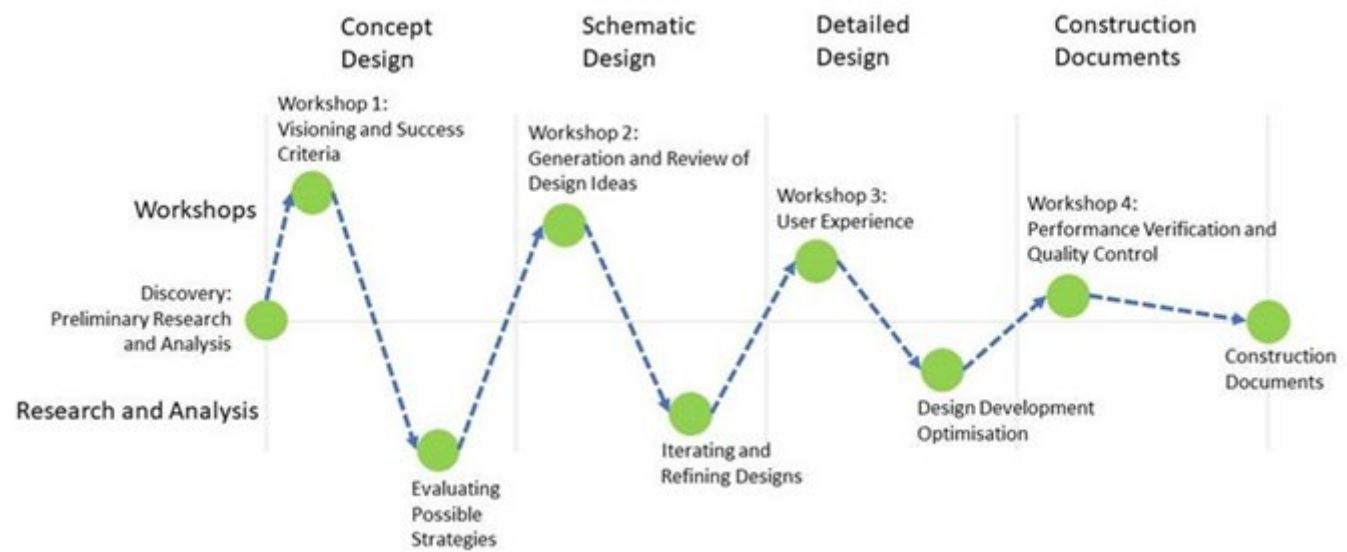 Concept
Design
Schematic
Design
Detailed
Design
Construction
Documents
Workshop 1:
Visioning and Success
Criteria
Workshop 2:
Generation and Review of
Design Ideas
Workshop 3:
User Experience
Workshop 4:
Performance Verification and
Quality Control
Workshops
Discovery:
Preliminary Research
and Analysis
Research and Analysis
Evaluating
Possible
Strategies
Iterating and
Refining Designs
Design Development
Optimisation
Construction
Documents